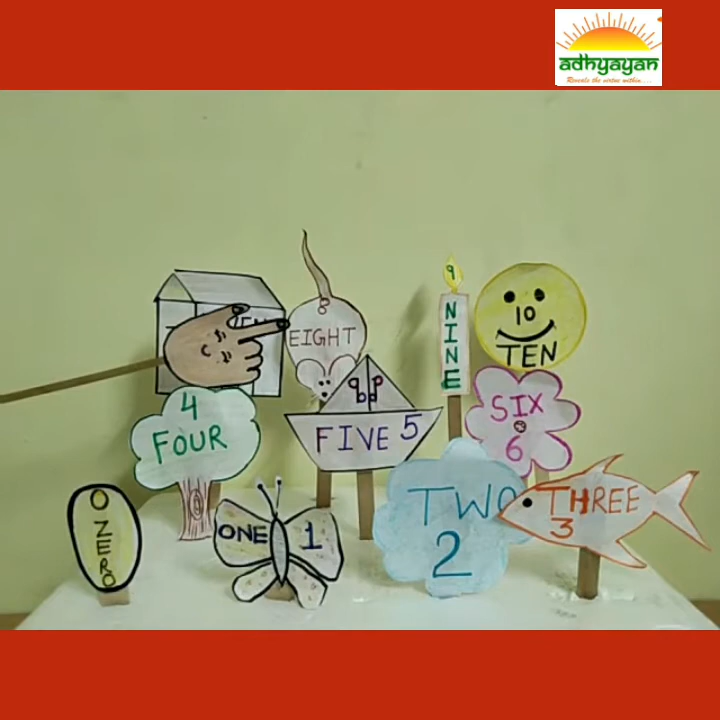 adhyayan
Reveals the virtue within....
9
NINE
8
EIGHT
10
TEN
4
FOUR
FIVE 5
SIX
6
TWO
2
THREE
3
0 ZERO
ONE 1